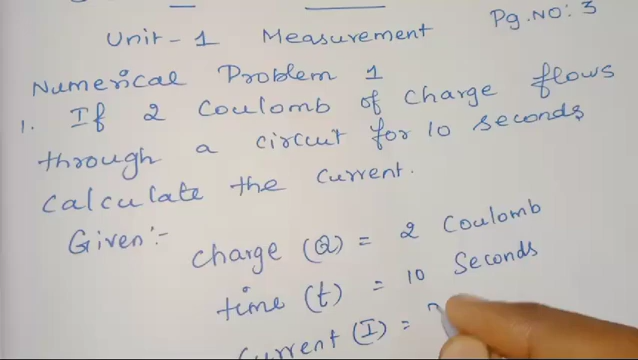 Pg.NO: 3
Unit - 1 Measurement
Numerical Problem 1
1. If 2 Coulomb of charge flows
through a circuit for 10 seconds
calculate the current.
Given:-
Charge (Q) = 2 Coulomb
time (t) = 10 Seconds
Current (I) =